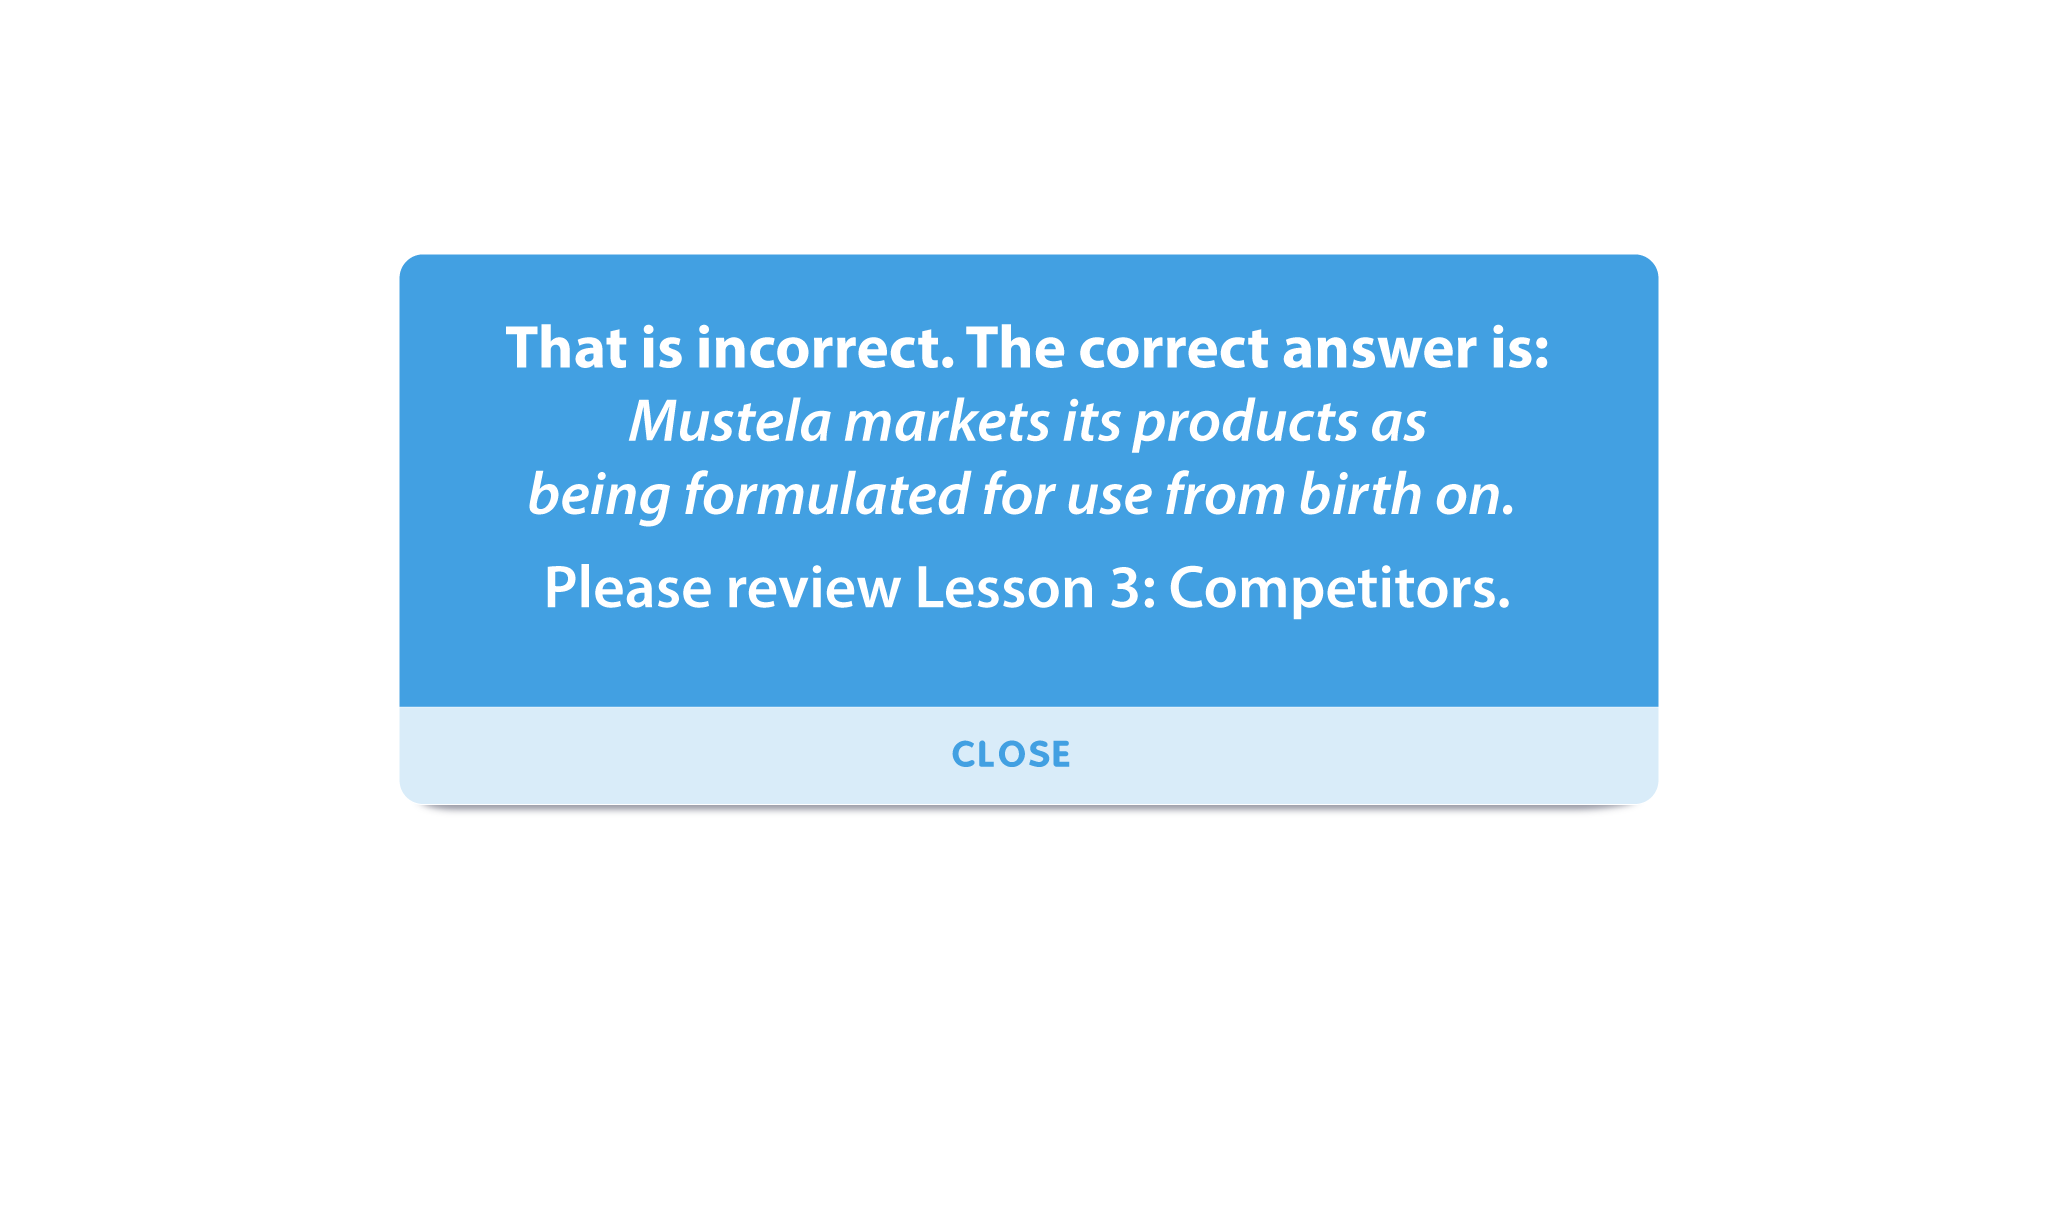 That is incorrect. The correct answer is:
Mustela markets its products as
being formulated for use from birth on.
Please review Lesson 3: Competitors.
CLOSE